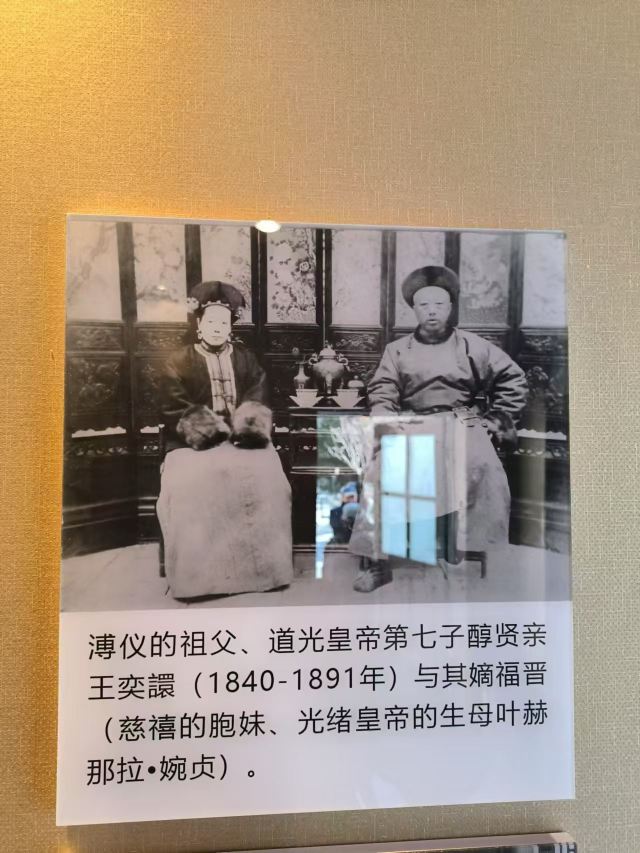 溥仪的祖父、道光皇帝第七子醇贤亲
王奕譞（1840-1891年）与其嫡福晋
（慈禧的胞妹、光绪皇帝的生母叶赫
那拉•婉贞）。